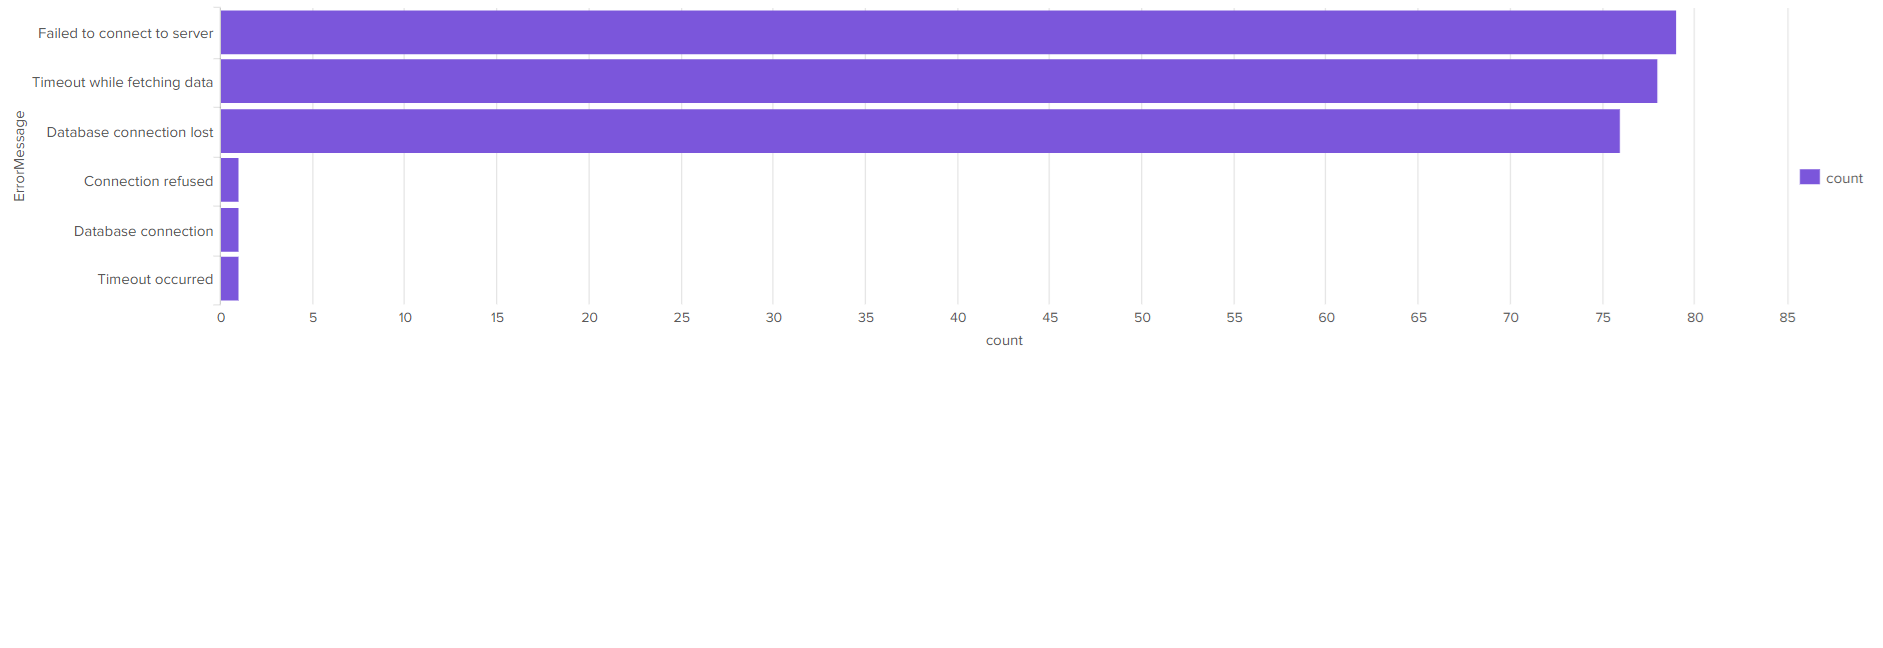 ErrorMessage
Failed to connect to server
Timeout while fetching data
Database connection lost
Connection refused
Database connection
Timeout occurred
0 5 10 15 20 25 30 35 40 45 50 55 60 65 70 75 80 85
count
count